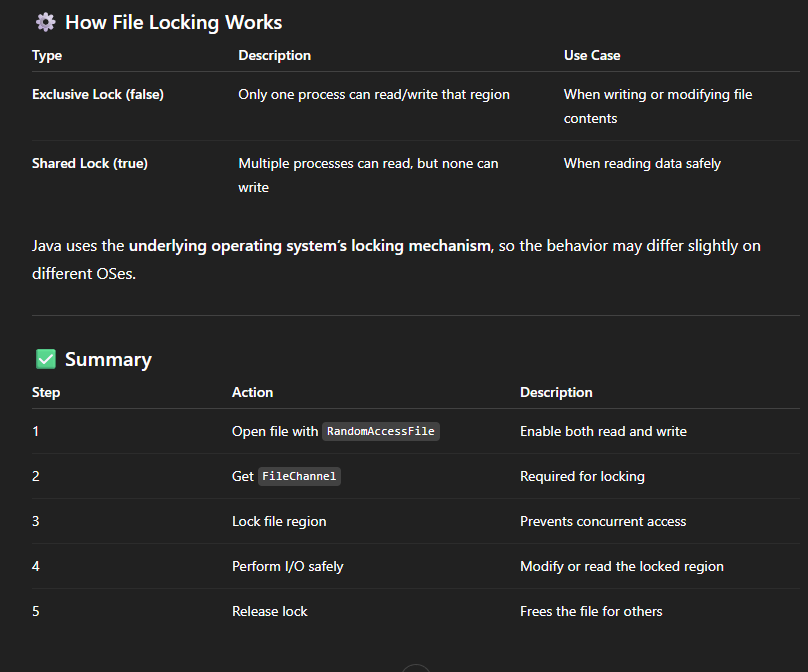 ⚙️ How File Locking Works
Type Description Use Case
Exclusive Lock (false) Only one process can read/write that region When writing or modifying file
contents
Shared Lock (true) Multiple processes can read, but none can When reading data safely
write
Java uses the underlying operating system’s locking mechanism, so the behavior may differ slightly on
different OSes.
✅ Summary
Step Action Description
1 Open file with RandomAccessFile Enable both read and write
2 Get FileChannel Required for locking
3 Lock file region Prevents concurrent access
4 Perform I/O safely Modify or read the locked region
5 Release lock Frees the file for others